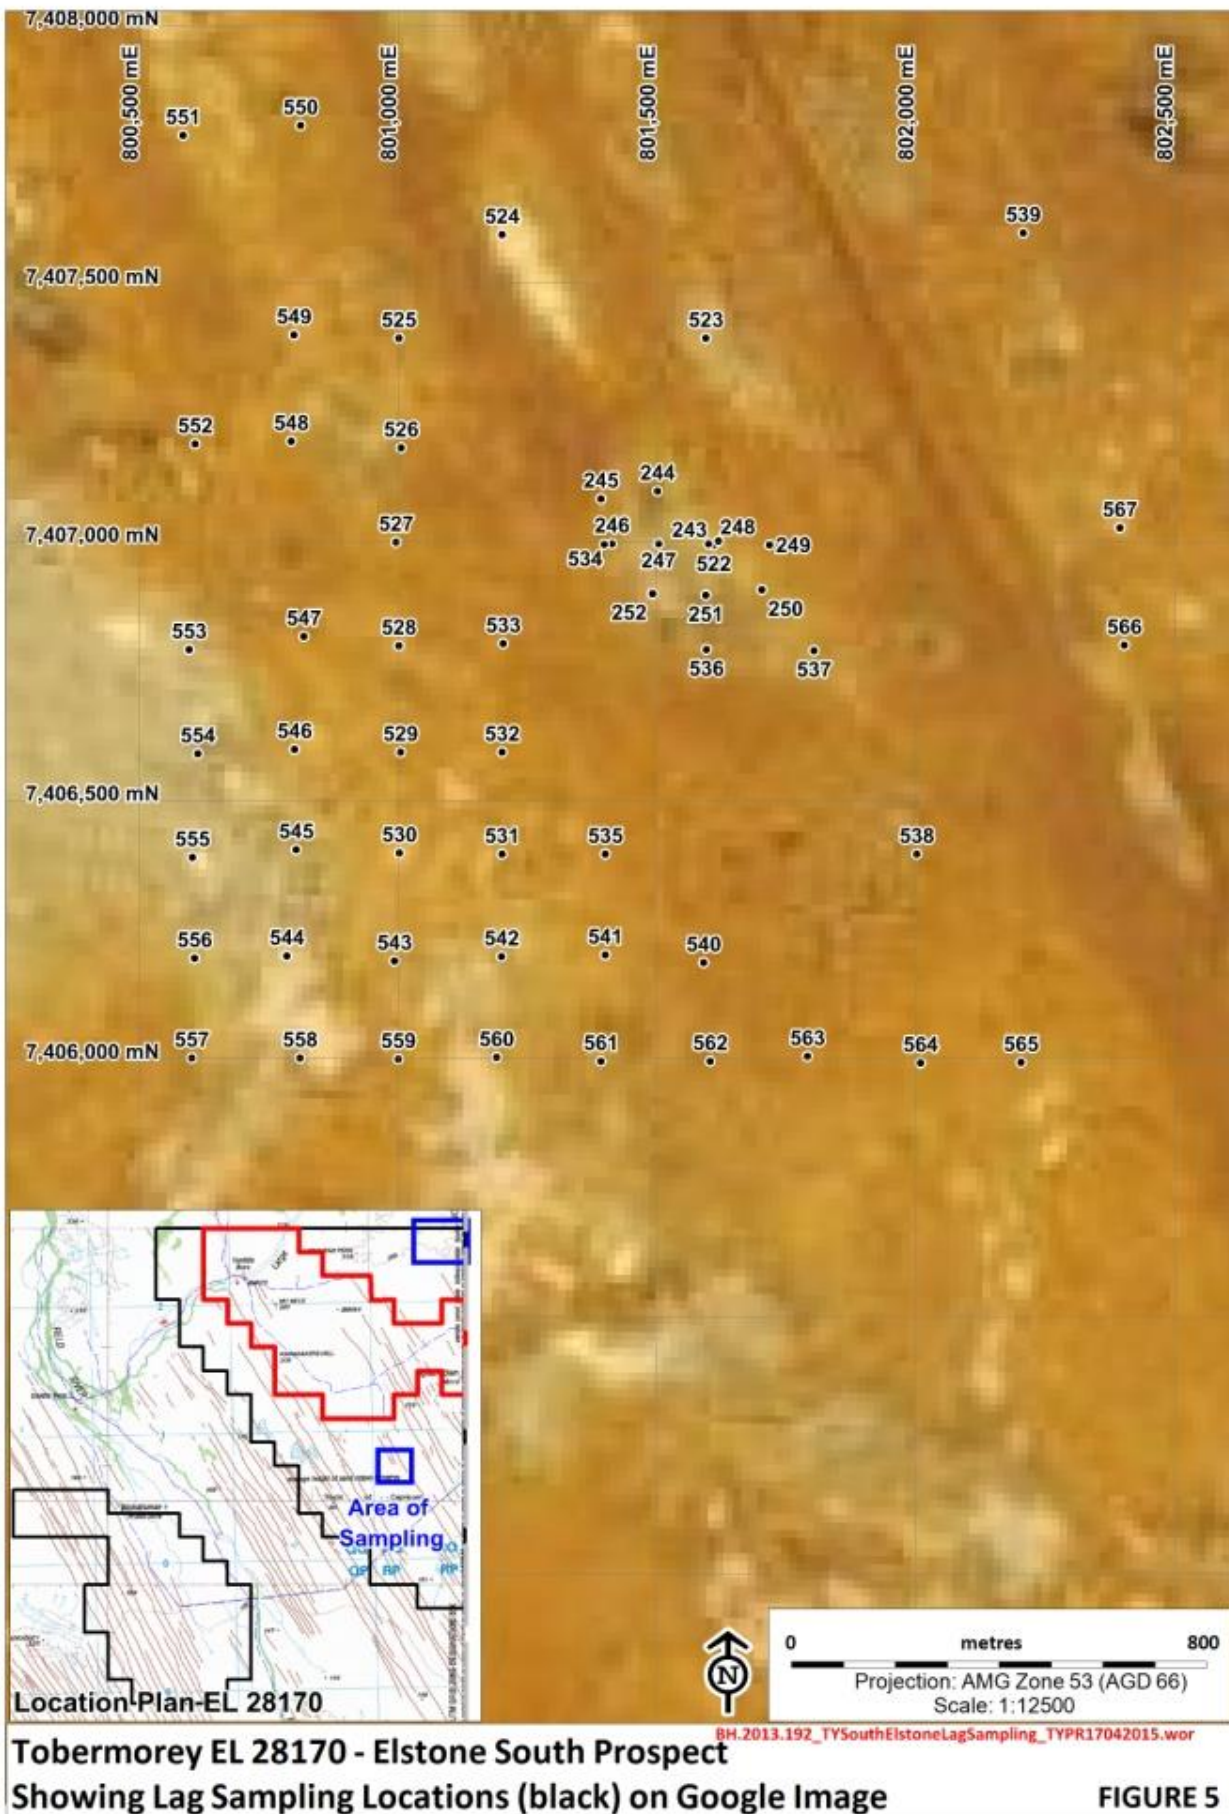 7,408,000 mN
800,500 mE
801,000 mE
801,500 mE
802,000 mE
802,500 mE
551
550
524
539
7,407,500 mN
549
525
523
552
548
526
245
244
567
527
246
243
248
7,407,000 mN
534
247
522
249
252
251
250
553
547
528
533
536
537
566
554
546
529
532
7,406,500 mN
555
545
530
531
535
538
556
544
543
542
541
540
7,406,000 mN
557
558
559
560
561
562
563
564
565
FIELD
Area of
Sampling
RP
Location Plan-EL 28170
N
0 metres 800
Projection: AMG Zone 53 (AGD 66)
Scale: 1:12500
BH.2013.192_TYSouthElstoneLagSampling_TYPR17042015.wor
Tobermorey EL 28170 - Elstone South Prospect
Showing Lag Sampling Locations (black) on Google Image
FIGURE 5